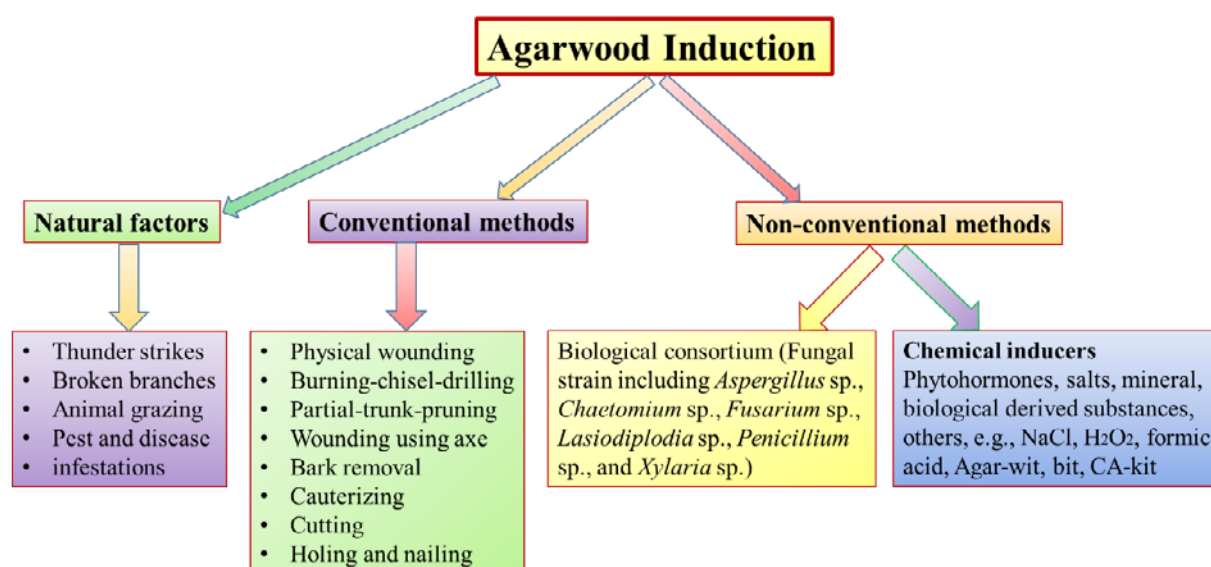 Agarwood Induction
Natural factors
Conventional methods
Non-conventional methods
• Thunder strikes
• Broken branches
• Animal grazing
• Pest and disease
• infestations
• Physical wounding
• Burning-chisel-drilling
• Partial-trunk-pruning
• Wounding using axe
• Bark removal
• Cauterizing
• Cutting
• Holing and nailing
Biological consortium (Fungal
strain including Aspergillus sp.,
Chaetomium sp., Fusarium sp.,
Lasiodiplodia sp., Penicillium
sp., and Xylaria sp.)
Chemical inducers
Phytohormones, salts, mineral,
biological derived substances,
others, e.g., NaCl, H2O2, formic
acid, Agar-wit, bit, CA-kit